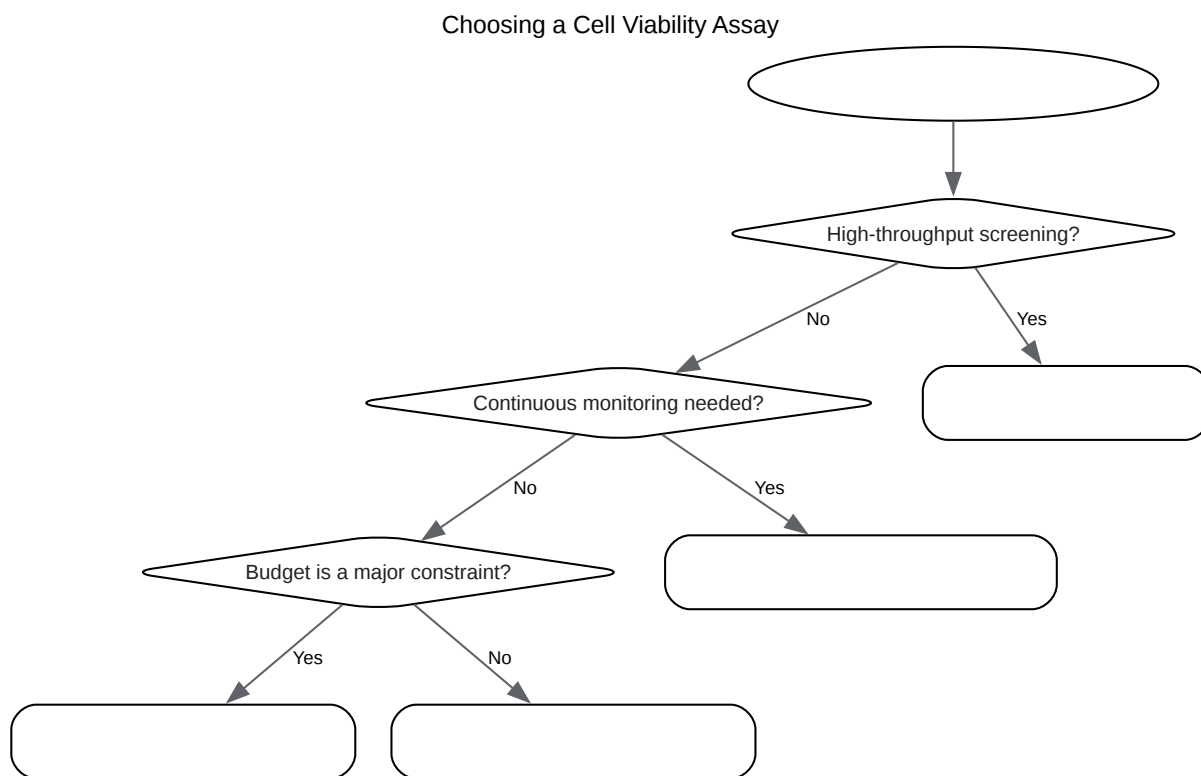 Choosing a Cell Viability Assay
High-throughput screening?
No
Yes
Continuous monitoring needed?
No
Yes
Budget is a major constraint?
Yes
No